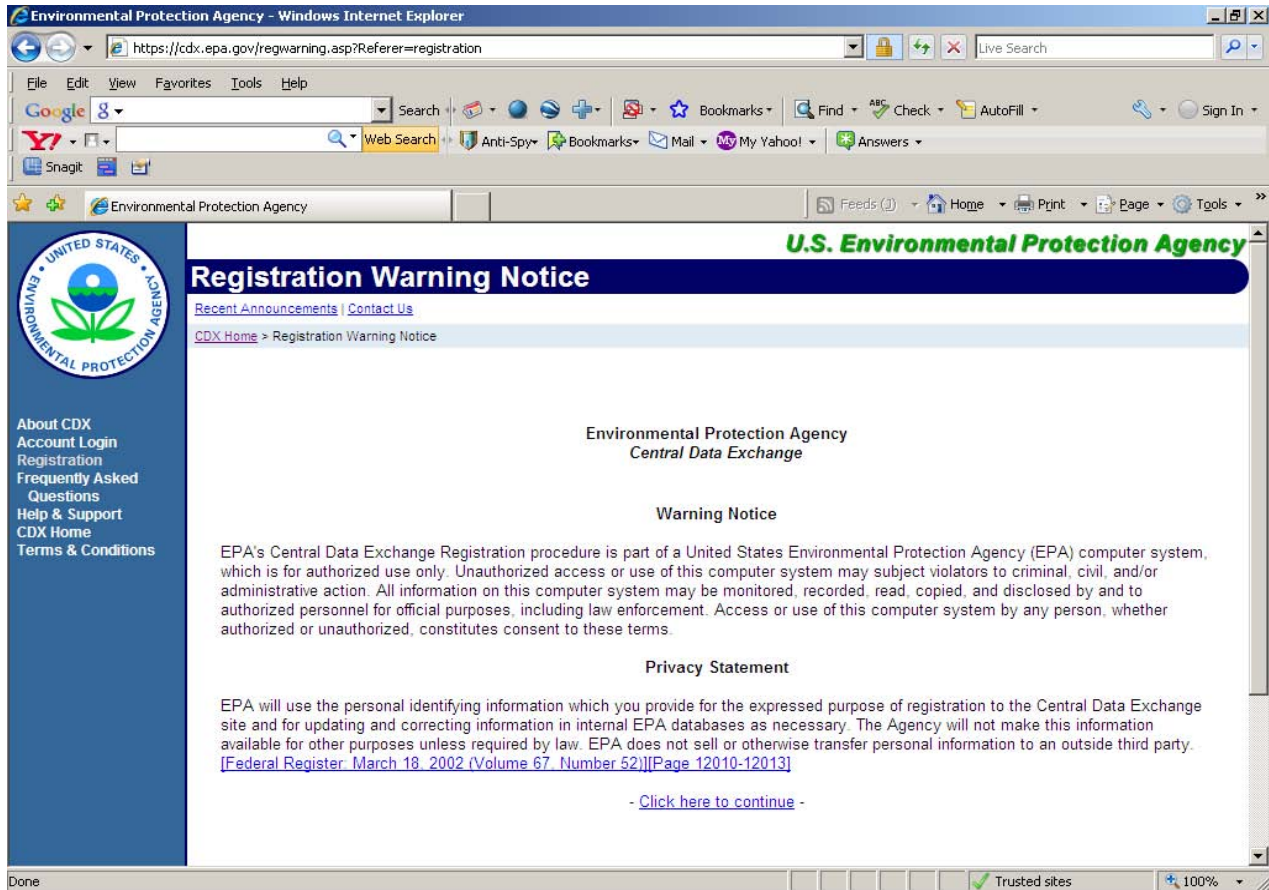 Environmental Protection Agency - Windows Internet Explorer
https://cdx.epa.gov/regwarning.asp?Referer=registration
Live Search
File Edit View Favorites Tools Help
Google Search Bookmarks Find Check AutoFill Sign In
Y! Web Search Anti-Spy Bookmarks Mail My Yahoo! Answers
Snagit
Environmental Protection Agency
Feeds (J) Home Print Page Tools »
UNITED STATES ENVIRONMENTAL PROTECTION AGENCY
U.S. Environmental Protection Agency
Registration Warning Notice
Recent Announcements | Contact Us
CDX Home > Registration Warning Notice
About CDX
Account Login
Registration
Frequently Asked
Questions
Help & Support
CDX Home
Terms & Conditions
Environmental Protection Agency
Central Data Exchange
Warning Notice
EPA's Central Data Exchange Registration procedure is part of a United States Environmental Protection Agency (EPA) computer system,
which is for authorized use only. Unauthorized access or use of this computer system may subject violators to criminal, civil, and/or
administrative action. All information on this computer system may be monitored, recorded, read, copied, and disclosed by and to
authorized personnel for official purposes, including law enforcement. Access or use of this computer system by any person, whether
authorized or unauthorized, constitutes consent to these terms.
Privacy Statement
EPA will use the personal identifying information which you provide for the expressed purpose of registration to the Central Data Exchange
site and for updating and correcting information in internal EPA databases as necessary. The Agency will not make this information
available for other purposes unless required by law. EPA does not sell or otherwise transfer personal information to an outside third party.
[Federal Register: March 18, 2002 (Volume 67, Number 52)][Page 12010-12013]
- Click here to continue -
Done
Trusted sites
100%